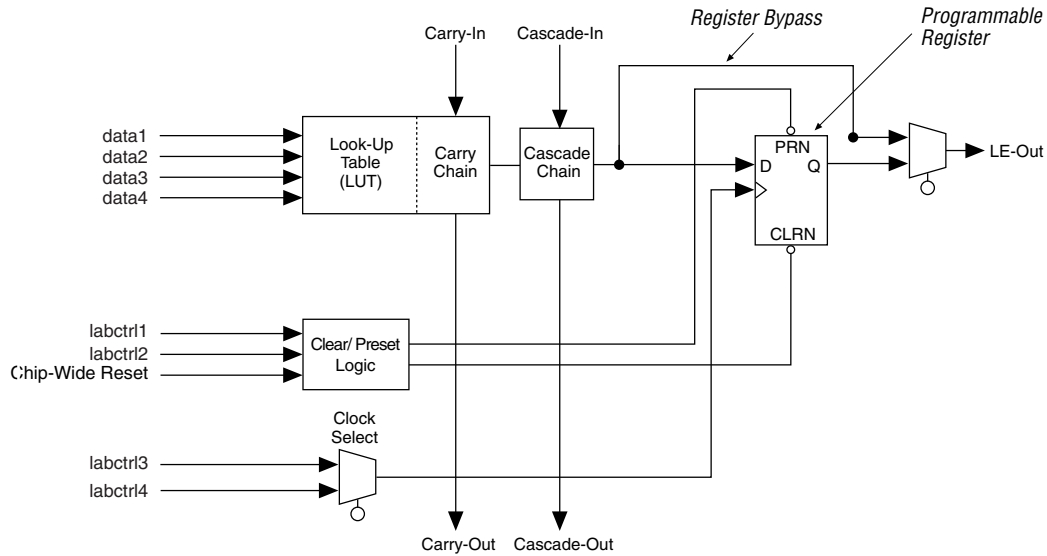 Register Bypass
Programmable
Register
Carry-In
Cascade-In
data1
data2
data3
data4
Look-Up
Table
(LUT)
Carry
Chain
Cascade
Chain
PRN
D
Q
CLRN
LE-Out
labctrl1
labctrl2
Chip-Wide Reset
Clear/ Preset
Logic
Clock
Select
labctrl3
labctrl4
Carry-Out
Cascade-Out